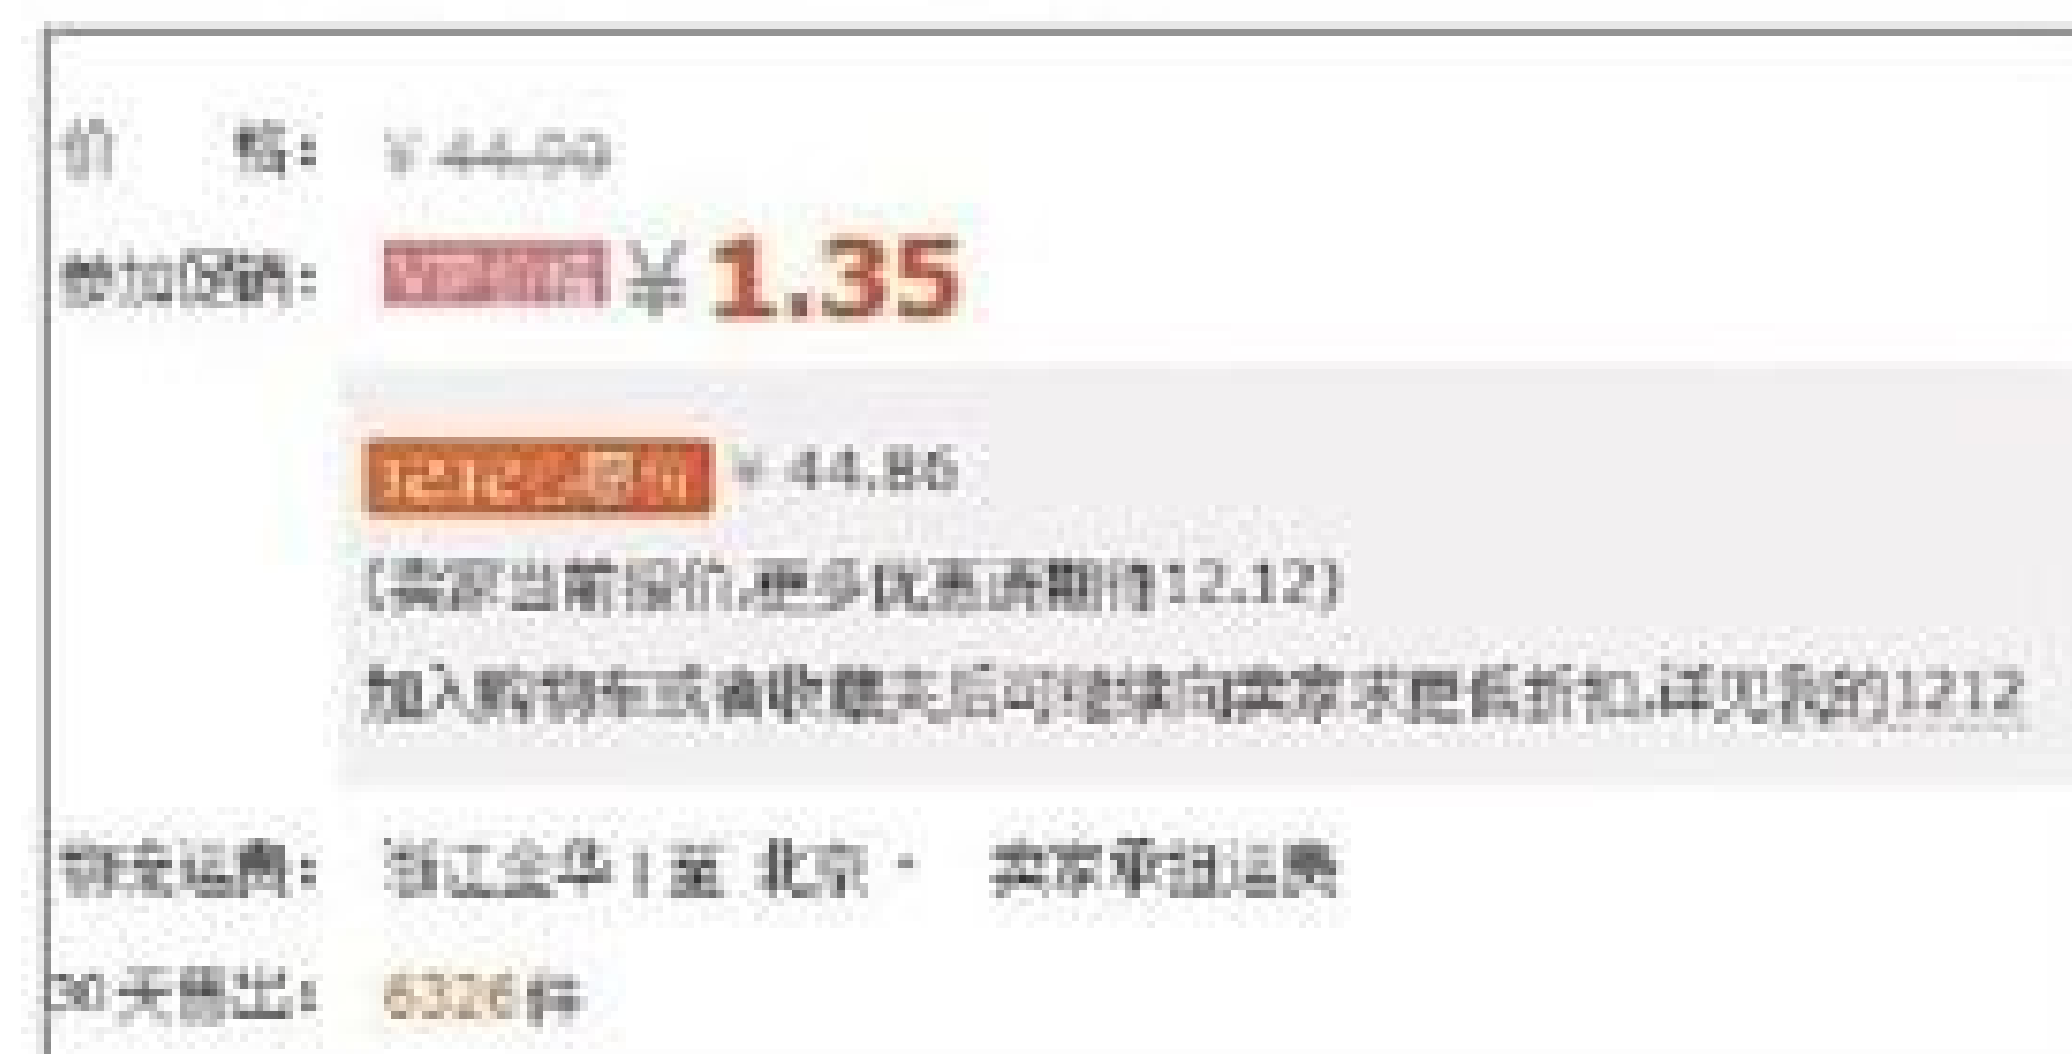 价 格: ¥ 44.99
参加促销: ¥ 1.35
¥ 44.86
(卖家当前报价,更多优惠请期待12.12)
加入购物车或者收藏夹后可继续向卖家求更低折扣,详见我的1212
物流运费: 浙江金华 | 至 北京 卖家承担运费
30天售出: 6326件